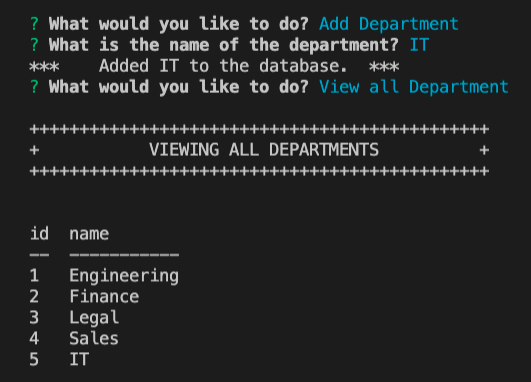 ? What would you like to do? Add Department
? What is the name of the department? IT
***    Added IT to the database.  ***
? What would you like to do? View all Department
++++++++++++++++++++++++++++++++++++++++++++++
+           VIEWING ALL DEPARTMENTS          +
++++++++++++++++++++++++++++++++++++++++++++++
id  name
--  -----------
1   Engineering
2   Finance
3   Legal
4   Sales
5   IT